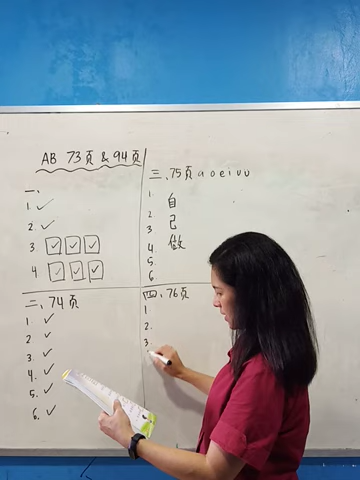 AB 73页 & 94页
一、
1. ✓
2. ✓
3. ☑ ☑ ☑
4. ☑ ☑ ☑
二、74页
1. ✓
2. ✓
3. ✓
4. ✓
5. ✓
6. ✓
三、75页 a o e i u u
1.
2.
3.
4.
5.
6.
自己做
四、76页
1.
2.
3.